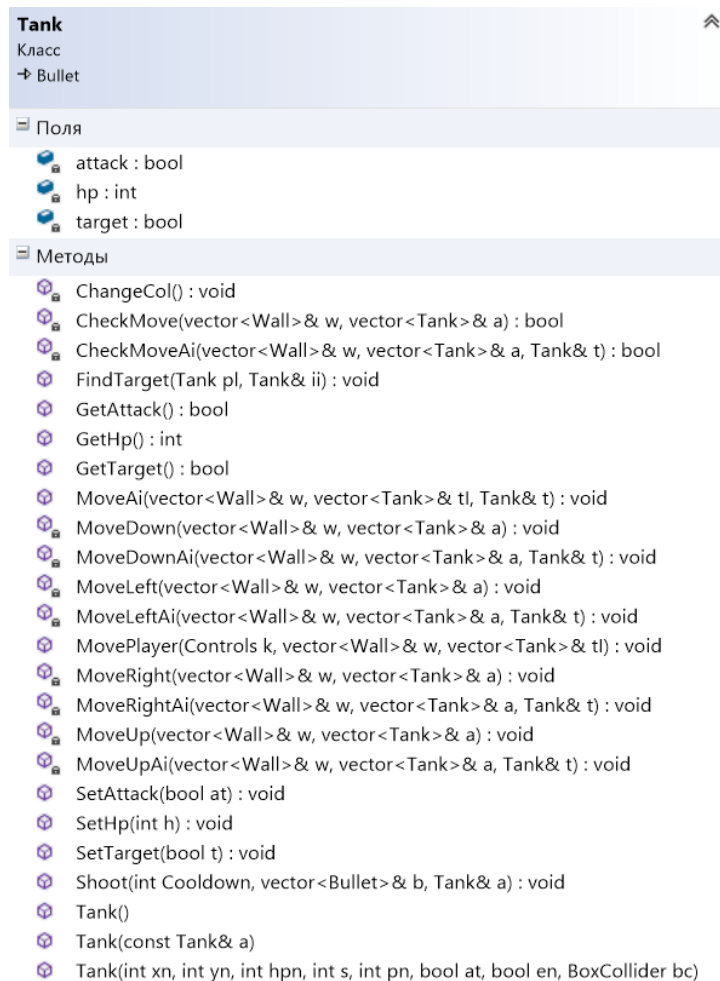 Tank
Класс
Bullet
Поля
attack : bool
hp : int
target : bool
Методы
ChangeCol() : void
CheckMove(vector<Wall>& w, vector<Tank>& a) : bool
CheckMoveAi(vector<Wall>& w, vector<Tank>& a, Tank& t) : bool
FindTarget(Tank pl, Tank& ii) : void
GetAttack() : bool
GetHp() : int
GetTarget() : bool
MoveAi(vector<Wall>& w, vector<Tank>& tl, Tank& t) : void
MoveDown(vector<Wall>& w, vector<Tank>& a) : void
MoveDownAi(vector<Wall>& w, vector<Tank>& a, Tank& t) : void
MoveLeft(vector<Wall>& w, vector<Tank>& a) : void
MoveLeftAi(vector<Wall>& w, vector<Tank>& a, Tank& t) : void
MovePlayer(Controls k, vector<Wall>& w, vector<Tank>& tl) : void
MoveRight(vector<Wall>& w, vector<Tank>& a) : void
MoveRightAi(vector<Wall>& w, vector<Tank>& a, Tank& t) : void
MoveUp(vector<Wall>& w, vector<Tank>& a) : void
MoveUpAi(vector<Wall>& w, vector<Tank>& a, Tank& t) : void
SetAttack(bool at) : void
SetHp(int h) : void
SetTarget(bool t) : void
Shoot(int Cooldown, vector<Bullet>& b, Tank& a) : void
Tank()
Tank(const Tank& a)
Tank(int xn, int yn, int hpn, int s, int pn, bool at, bool en, BoxCollider bc)